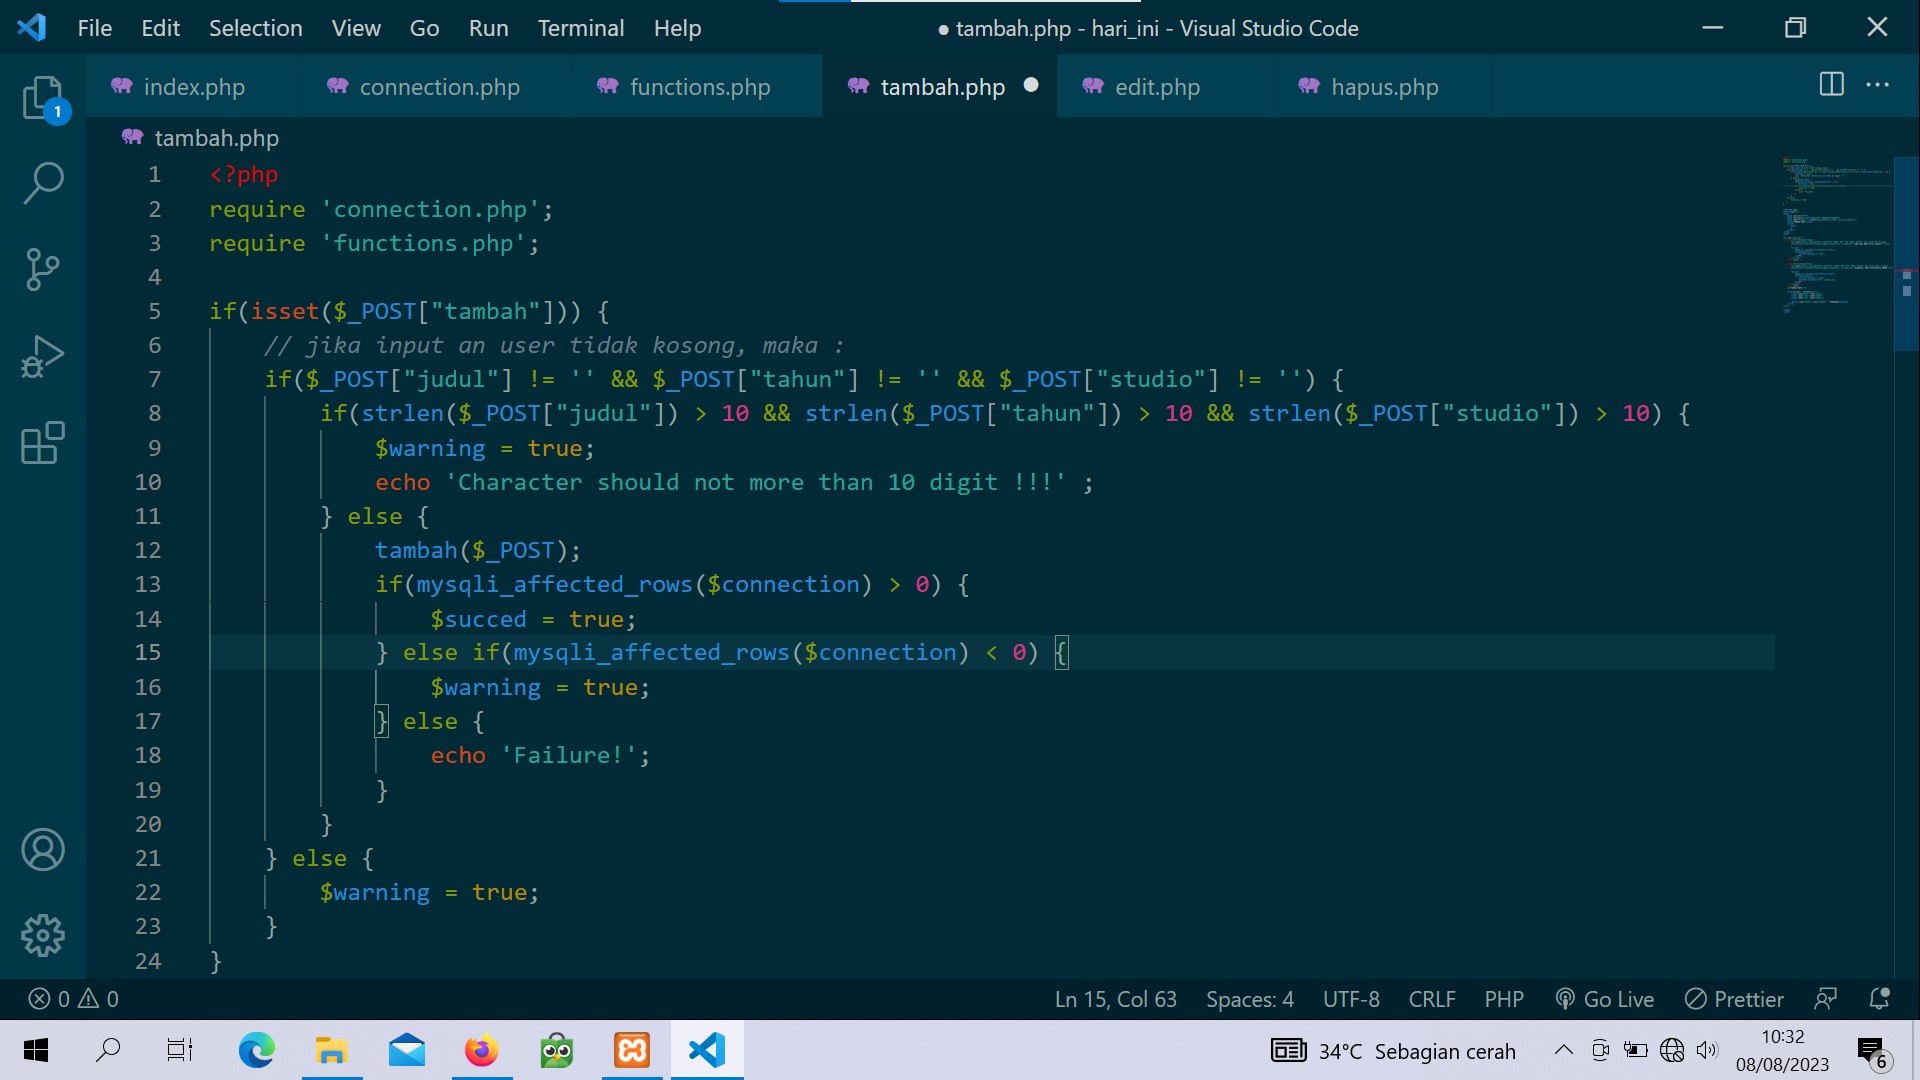 File Edit Selection View Go Run Terminal Help
● tambah.php - hari_ini - Visual Studio Code
index.php connection.php functions.php tambah.php edit.php hapus.php
1
tambah.php
1 <?php
2 require 'connection.php';
3 require 'functions.php';
4
5 if(isset($_POST["tambah"])) {
6 // jika input an user tidak kosong, maka :
7 if($_POST["judul"] != '' && $_POST["tahun"] != '' && $_POST["studio"] != '') {
8 if(strlen($_POST["judul"]) > 10 && strlen($_POST["tahun"]) > 10 && strlen($_POST["studio"]) > 10) {
9 $warning = true;
10 echo 'Character should not more than 10 digit !!!' ;
11 } else {
12 tambah($_POST);
13 if(mysqli_affected_rows($connection) > 0) {
14 $succed = true;
15 } else if(mysqli_affected_rows($connection) < 0) {
16 $warning = true;
17 } else {
18 echo 'Failure!';
19 }
20 }
21 } else {
22 $warning = true;
23 }
24 }
0 0 Ln 15, Col 63 Spaces: 4 UTF-8 CRLF PHP Go Live Prettier
34°C Sebagian cerah
10:32
08/08/2023
6